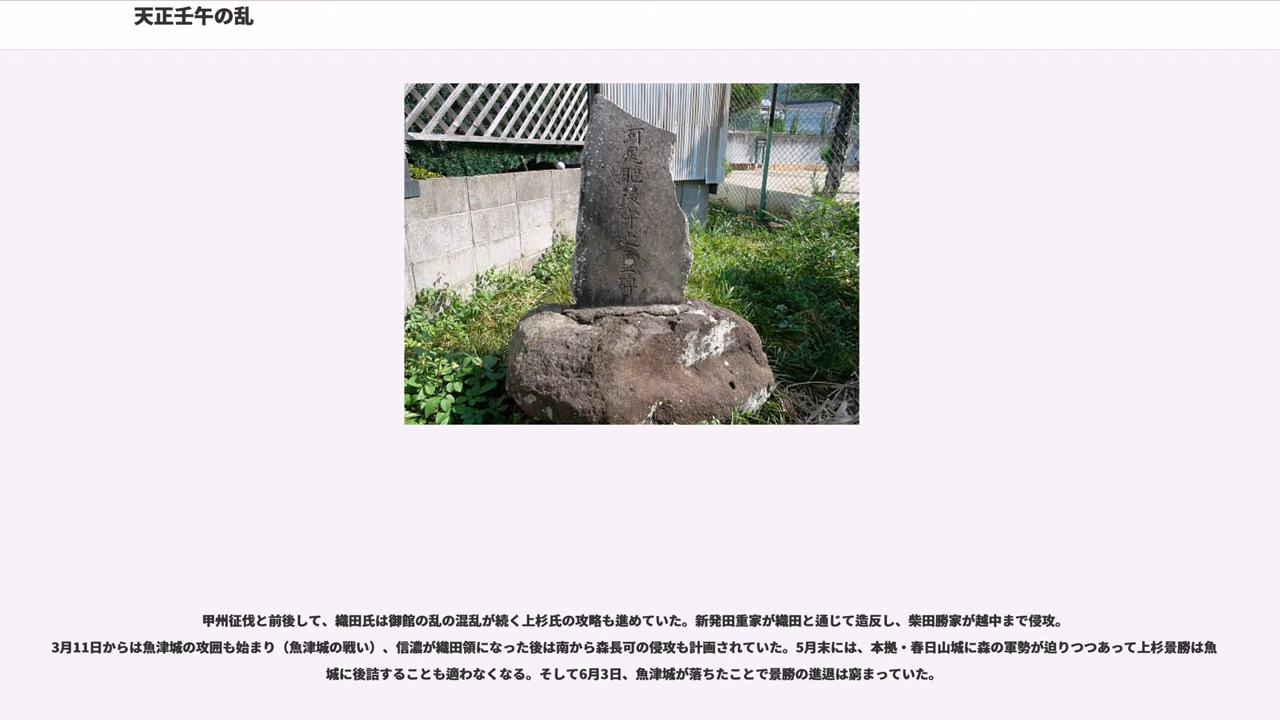 天正壬午の乱
河尻肥後守之霊碑
甲州征伐と前後して、織田氏は御館の乱の混乱が続く上杉氏の攻略も進めていた。新発田重家が織田と通じて造反し、柴田勝家が越中まで侵攻。
3月11日からは魚津城の攻囲も始まり（魚津城の戦い）、信濃が織田領になった後は南から森長可の侵攻も計画されていた。5月末には、本拠・春日山城に森の軍勢が迫りつつあって上杉景勝は魚
城に後詰することも適わなくなる。そして6月3日、魚津城が落ちたことで景勝の進退は窮まっていた。